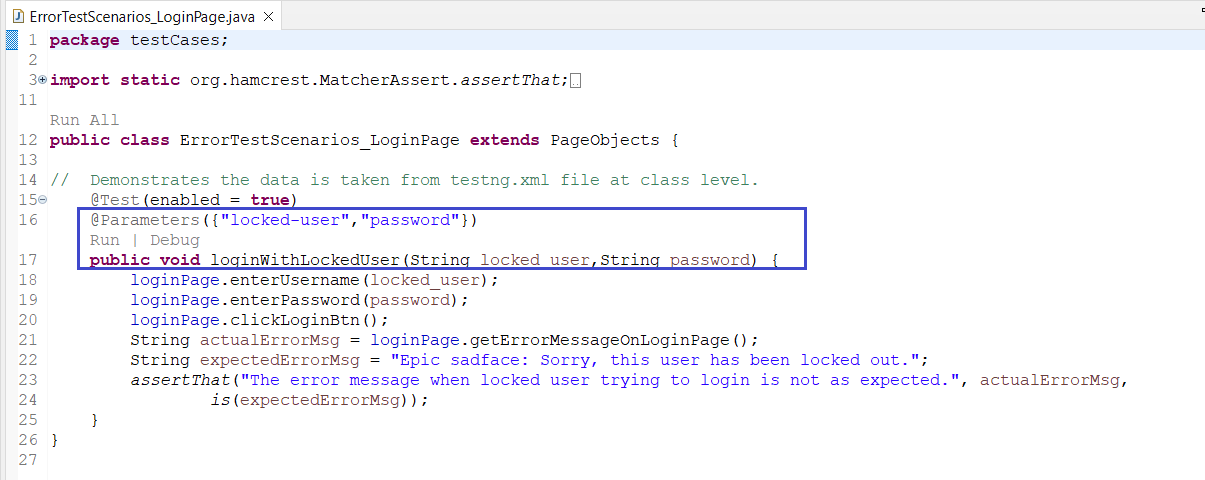 ErrorTestScenarios_LoginPage.java
1 package testCases;
2
3 import static org.hamcrest.MatcherAssert.assertThat;
11
Run All
12 public class ErrorTestScenarios_LoginPage extends PageObjects {
13
14 //  Demonstrates the data is taken from testng.xml file at class level.
15     @Test(enabled = true)
16     @Parameters({"locked-user","password"})
Run | Debug
17     public void loginWithLockedUser(String locked_user,String password) {
18         loginPage.enterUsername(locked_user);
19         loginPage.enterPassword(password);
20         loginPage.clickLoginBtn();
21         String actualErrorMsg = loginPage.getErrorMessageOnLoginPage();
22         String expectedErrorMsg = "Epic sadface: Sorry, this user has been locked out.";
23         assertThat("The error message when locked user trying to login is not as expected.", actualErrorMsg,
24                 is(expectedErrorMsg));
25     }
26 }
27